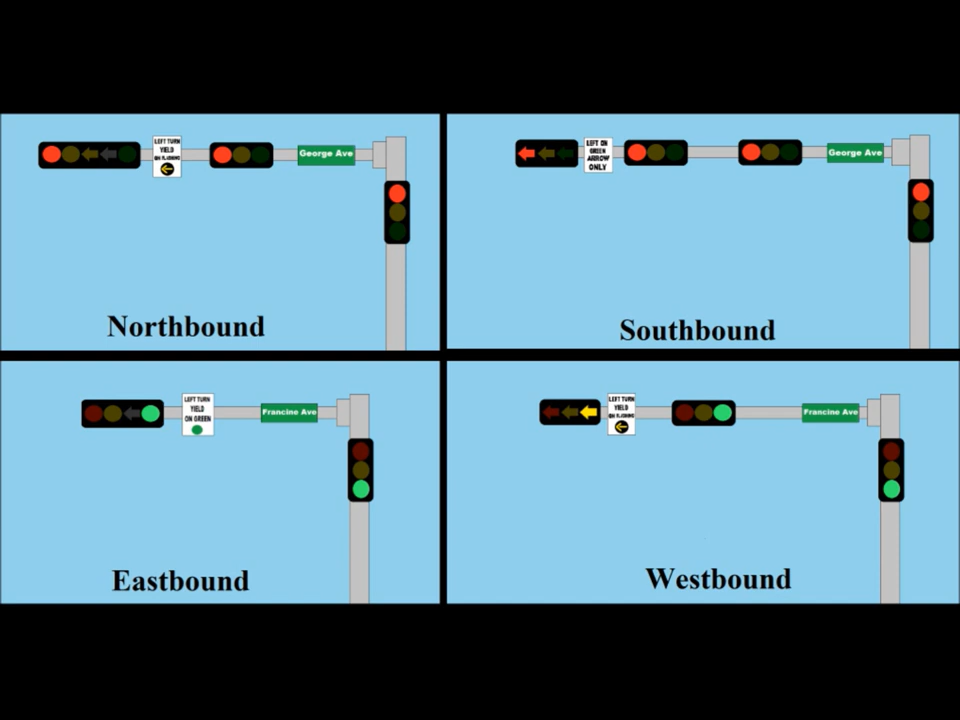 LEFT TURN
YIELD
ON FLASHING
George Ave
Northbound
LEFT ON
GREEN
ARROW
ONLY
George Ave
Southbound
LEFT TURN
YIELD
ON GREEN
Francine Ave
Eastbound
LEFT TURN
YIELD
ON FLASHING
Francine Ave
Westbound